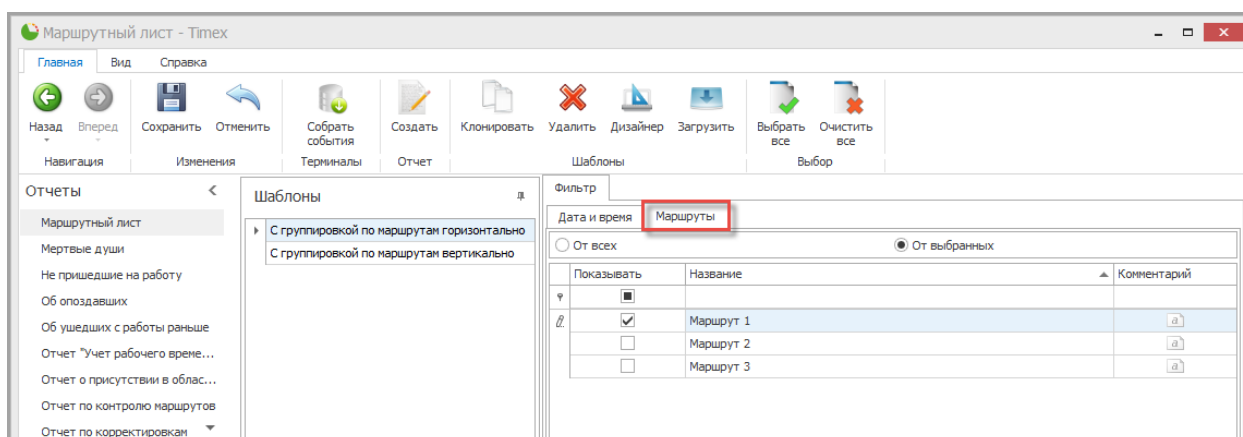 Маршрутный лист - Timex
Главная Вид Справка
Назад Вперед Сохранить Отменить Собрать события Создать Клонировать Удалить Дизайнер Загрузить Выбрать все Очистить все
Навигация Изменения Терминалы Отчет Шаблоны Выбор
Отчеты
Маршрутный лист
Мертвые души
Не пришедшие на работу
Об опоздавших
Об ушедших с работы раньше
Отчет "Учет рабочего време...
Отчет о присутствии в облас...
Отчет по контролю маршрутов
Отчет по корректировкам
Шаблоны
С группировкой по маршрутам горизонтально
С группировкой по маршрутам вертикально
Фильтр
Дата и время Маршруты
От всех От выбранных
Показывать Название Комментарий
Маршрут 1 a
Маршрут 2 a
Маршрут 3 a